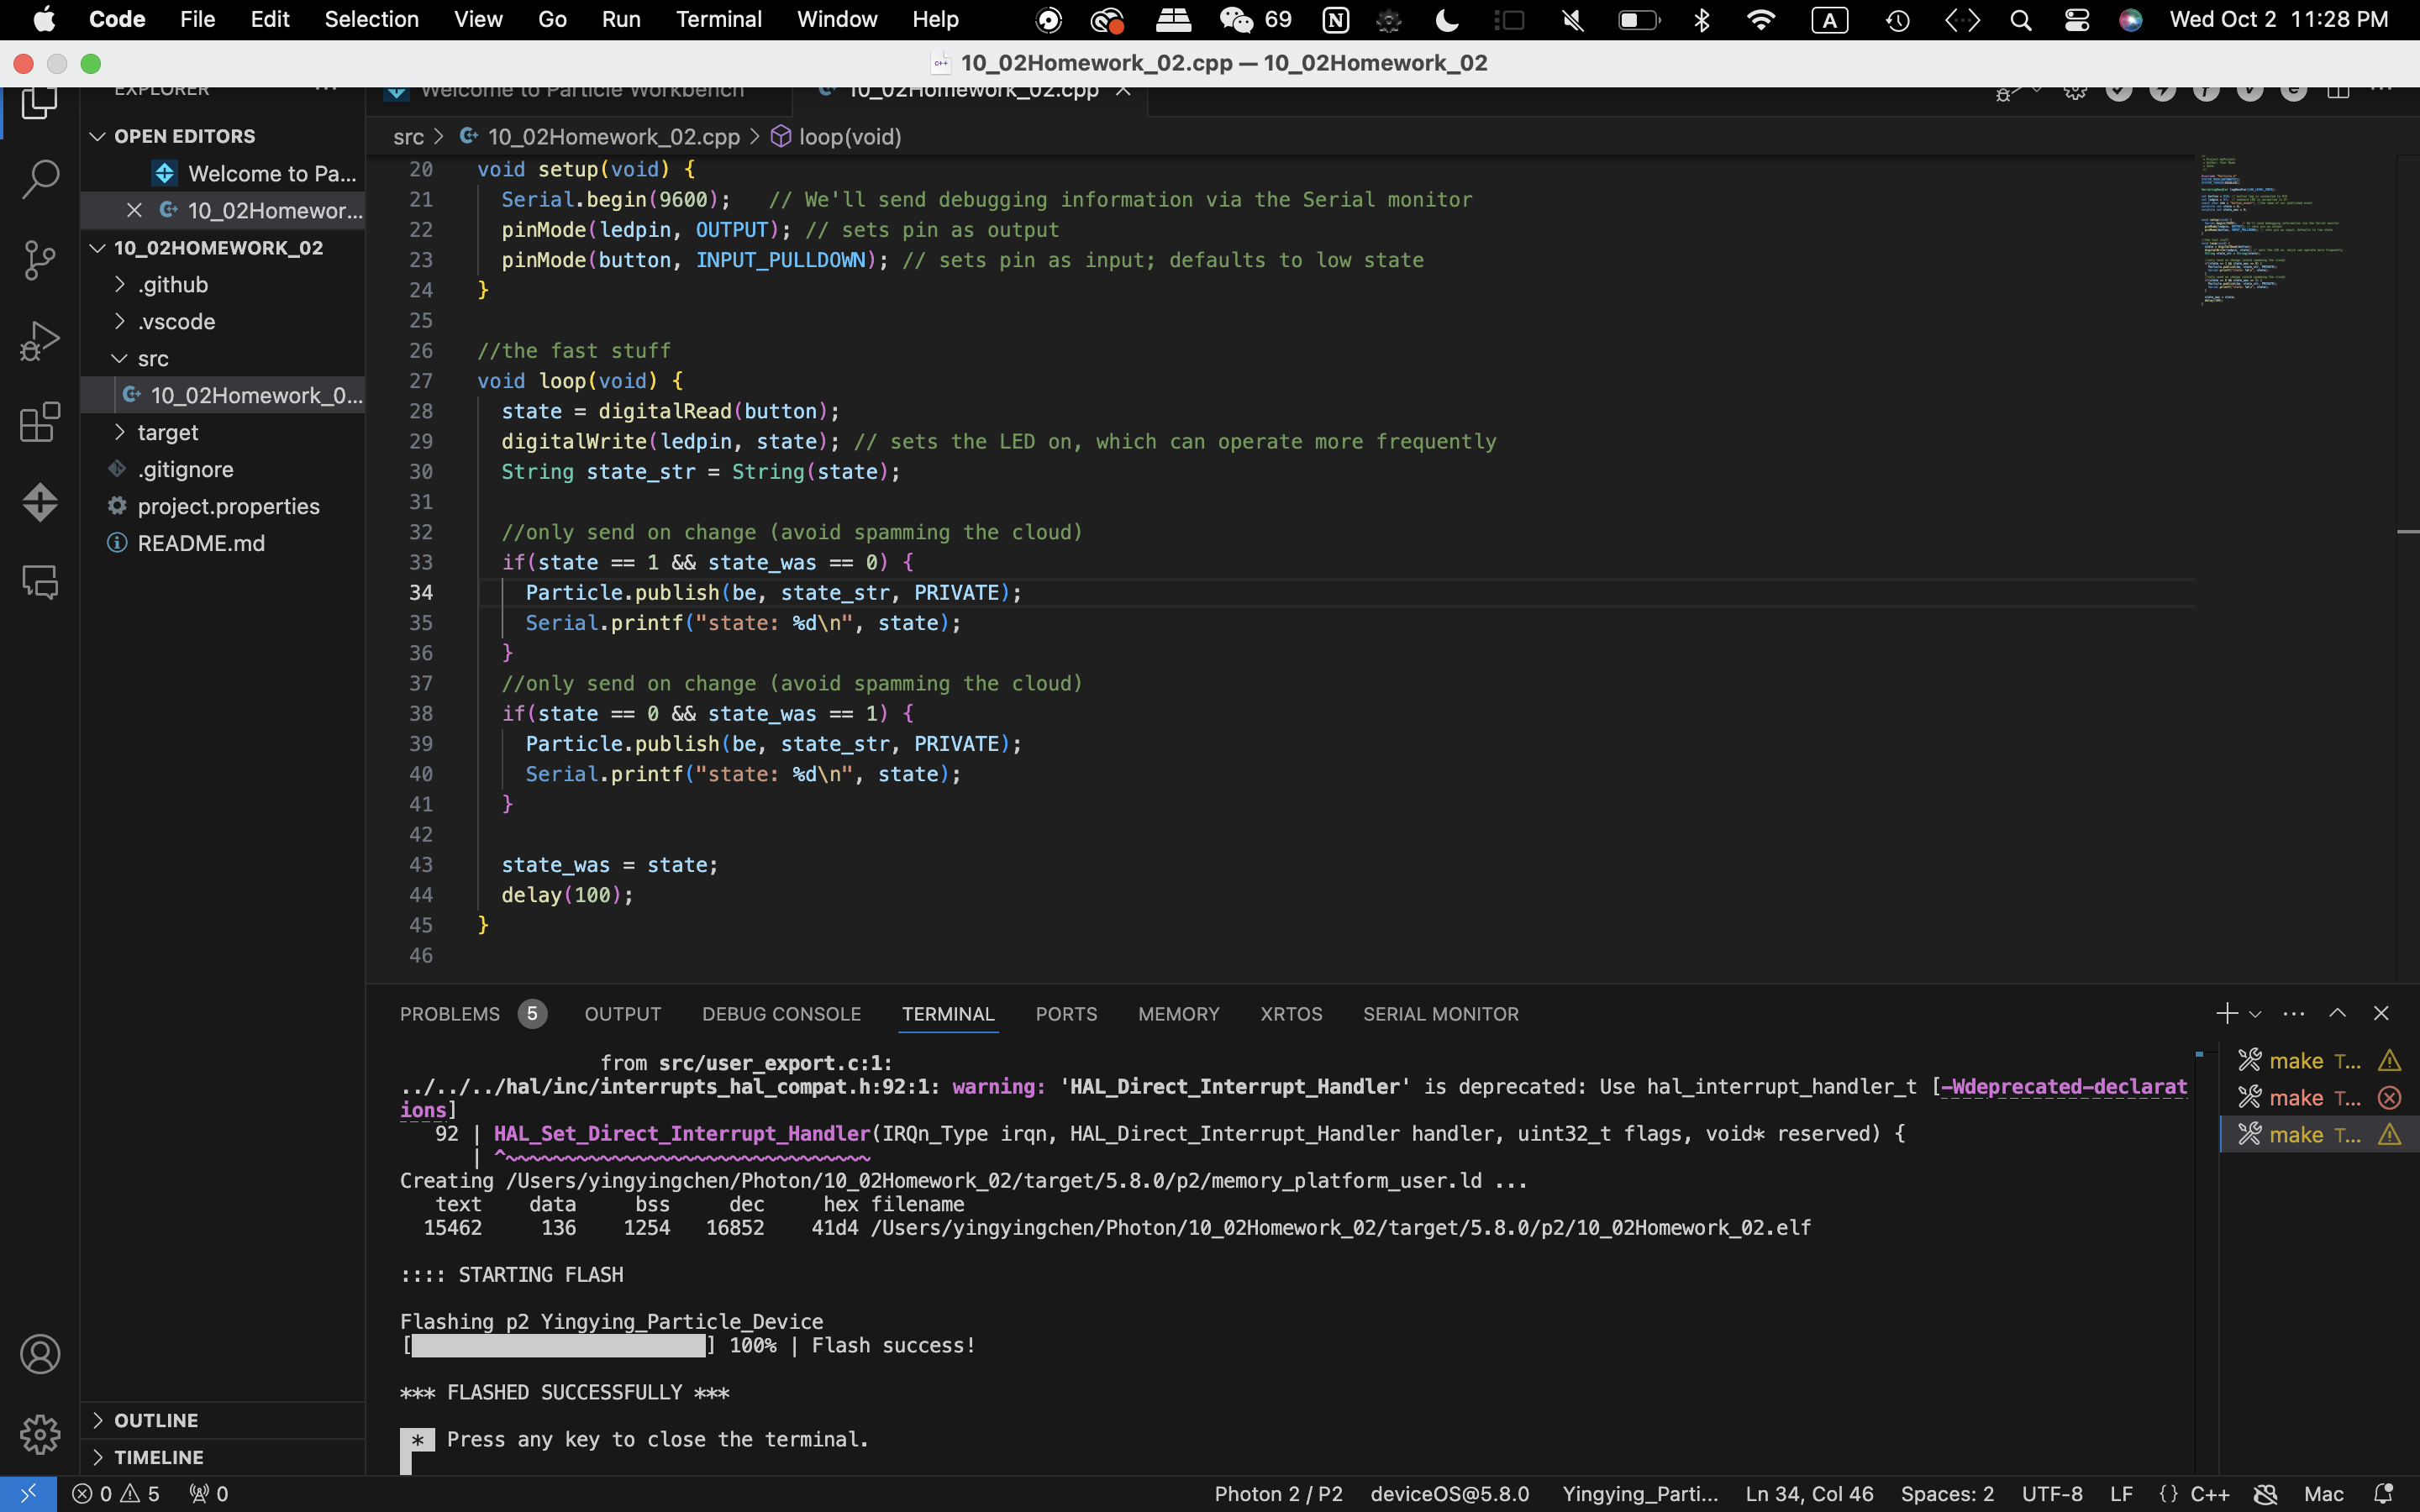 Code File Edit Selection View Go Run Terminal Window Help 69 N A Wed Oct 2 11:28 PM
10_02Homework_02.cpp — 10_02Homework_02
EXPLORER
Welcome to Particle Workbench
10_02Homework_02.cpp
OPEN EDITORS
Welcome to Pa...
10_02Homewor...
10_02HOMEWORK_02
.github
.vscode
src
10_02Homework_0...
target
.gitignore
project.properties
README.md
OUTLINE
TIMELINE
src > 10_02Homework_02.cpp > loop(void)
20 void setup(void) {
21 Serial.begin(9600); // We'll send debugging information via the Serial monitor
22 pinMode(ledpin, OUTPUT); // sets pin as output
23 pinMode(button, INPUT_PULLDOWN); // sets pin as input; defaults to low state
24 }
25
26 //the fast stuff
27 void loop(void) {
28 state = digitalRead(button);
29 digitalWrite(ledpin, state); // sets the LED on, which can operate more frequently
30 String state_str = String(state);
31
32 //only send on change (avoid spamming the cloud)
33 if(state == 1 && state_was == 0) {
34 Particle.publish(be, state_str, PRIVATE);
35 Serial.printf("state: %d\n", state);
36 }
37 //only send on change (avoid spamming the cloud)
38 if(state == 0 && state_was == 1) {
39 Particle.publish(be, state_str, PRIVATE);
40 Serial.printf("state: %d\n", state);
41 }
42
43 state_was = state;
44 delay(100);
45 }
46
PROBLEMS 5 OUTPUT DEBUG CONSOLE TERMINAL PORTS MEMORY XRTOS SERIAL MONITOR
from src/user_export.c:1:
../../../hal/inc/interrupts_hal_compat.h:92:1: warning: 'HAL_Direct_Interrupt_Handler' is deprecated: Use hal_interrupt_handler_t [-Wdeprecated-declarat
ions]
92 | HAL_Set_Direct_Interrupt_Handler(IRQn_Type irqn, HAL_Direct_Interrupt_Handler handler, uint32_t flags, void* reserved) {
| ^~~~~~~~~~~~~~~~~~~~~~~~~~~~~~~~
Creating /Users/yingyingchen/Photon/10_02Homework_02/target/5.8.0/p2/memory_platform_user.ld ...
text data bss dec hex filename
15462 136 1254 16852 41d4 /Users/yingyingchen/Photon/10_02Homework_02/target/5.8.0/p2/10_02Homework_02.elf
:::: STARTING FLASH
Flashing p2 Yingying_Particle_Device
[ ] 100% | Flash success!
*** FLASHED SUCCESSFULLY ***
* Press any key to close the terminal.
make T...
make T...
make T...
0 5 0 Photon 2 / P2 deviceOS@5.8.0 Yingying_Parti... Ln 34, Col 46 Spaces: 2 UTF-8 LF {} C++ Mac